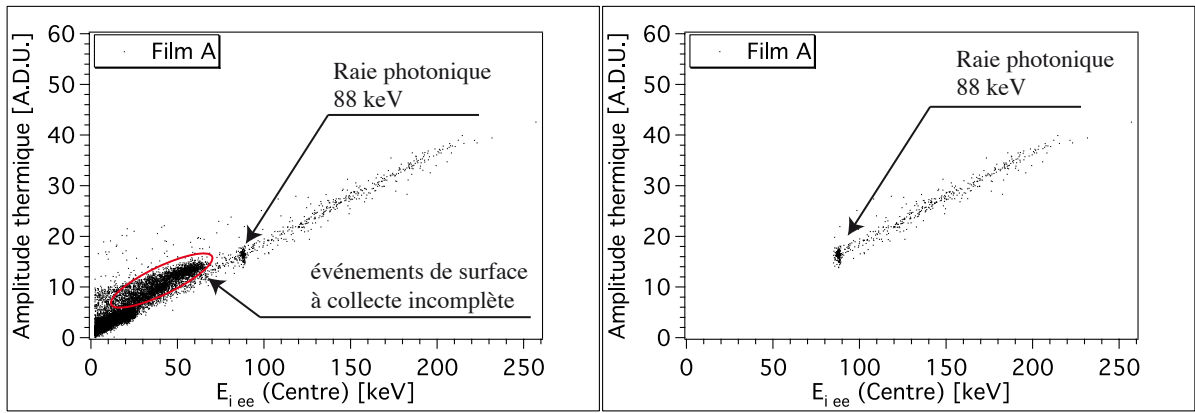 Amplitude thermique [A.D.U.]
60
50
40
30
20
10
0
Film A
Raie photonique
88 keV
événements de surface
à collecte incomplète
0
50
100
150
200
250
E i ee (Centre) [keV]
Amplitude thermique [A.D.U.]
60
50
40
30
20
10
0
Film A
Raie photonique
88 keV
0
50
100
150
200
250
E i ee (Centre) [keV]